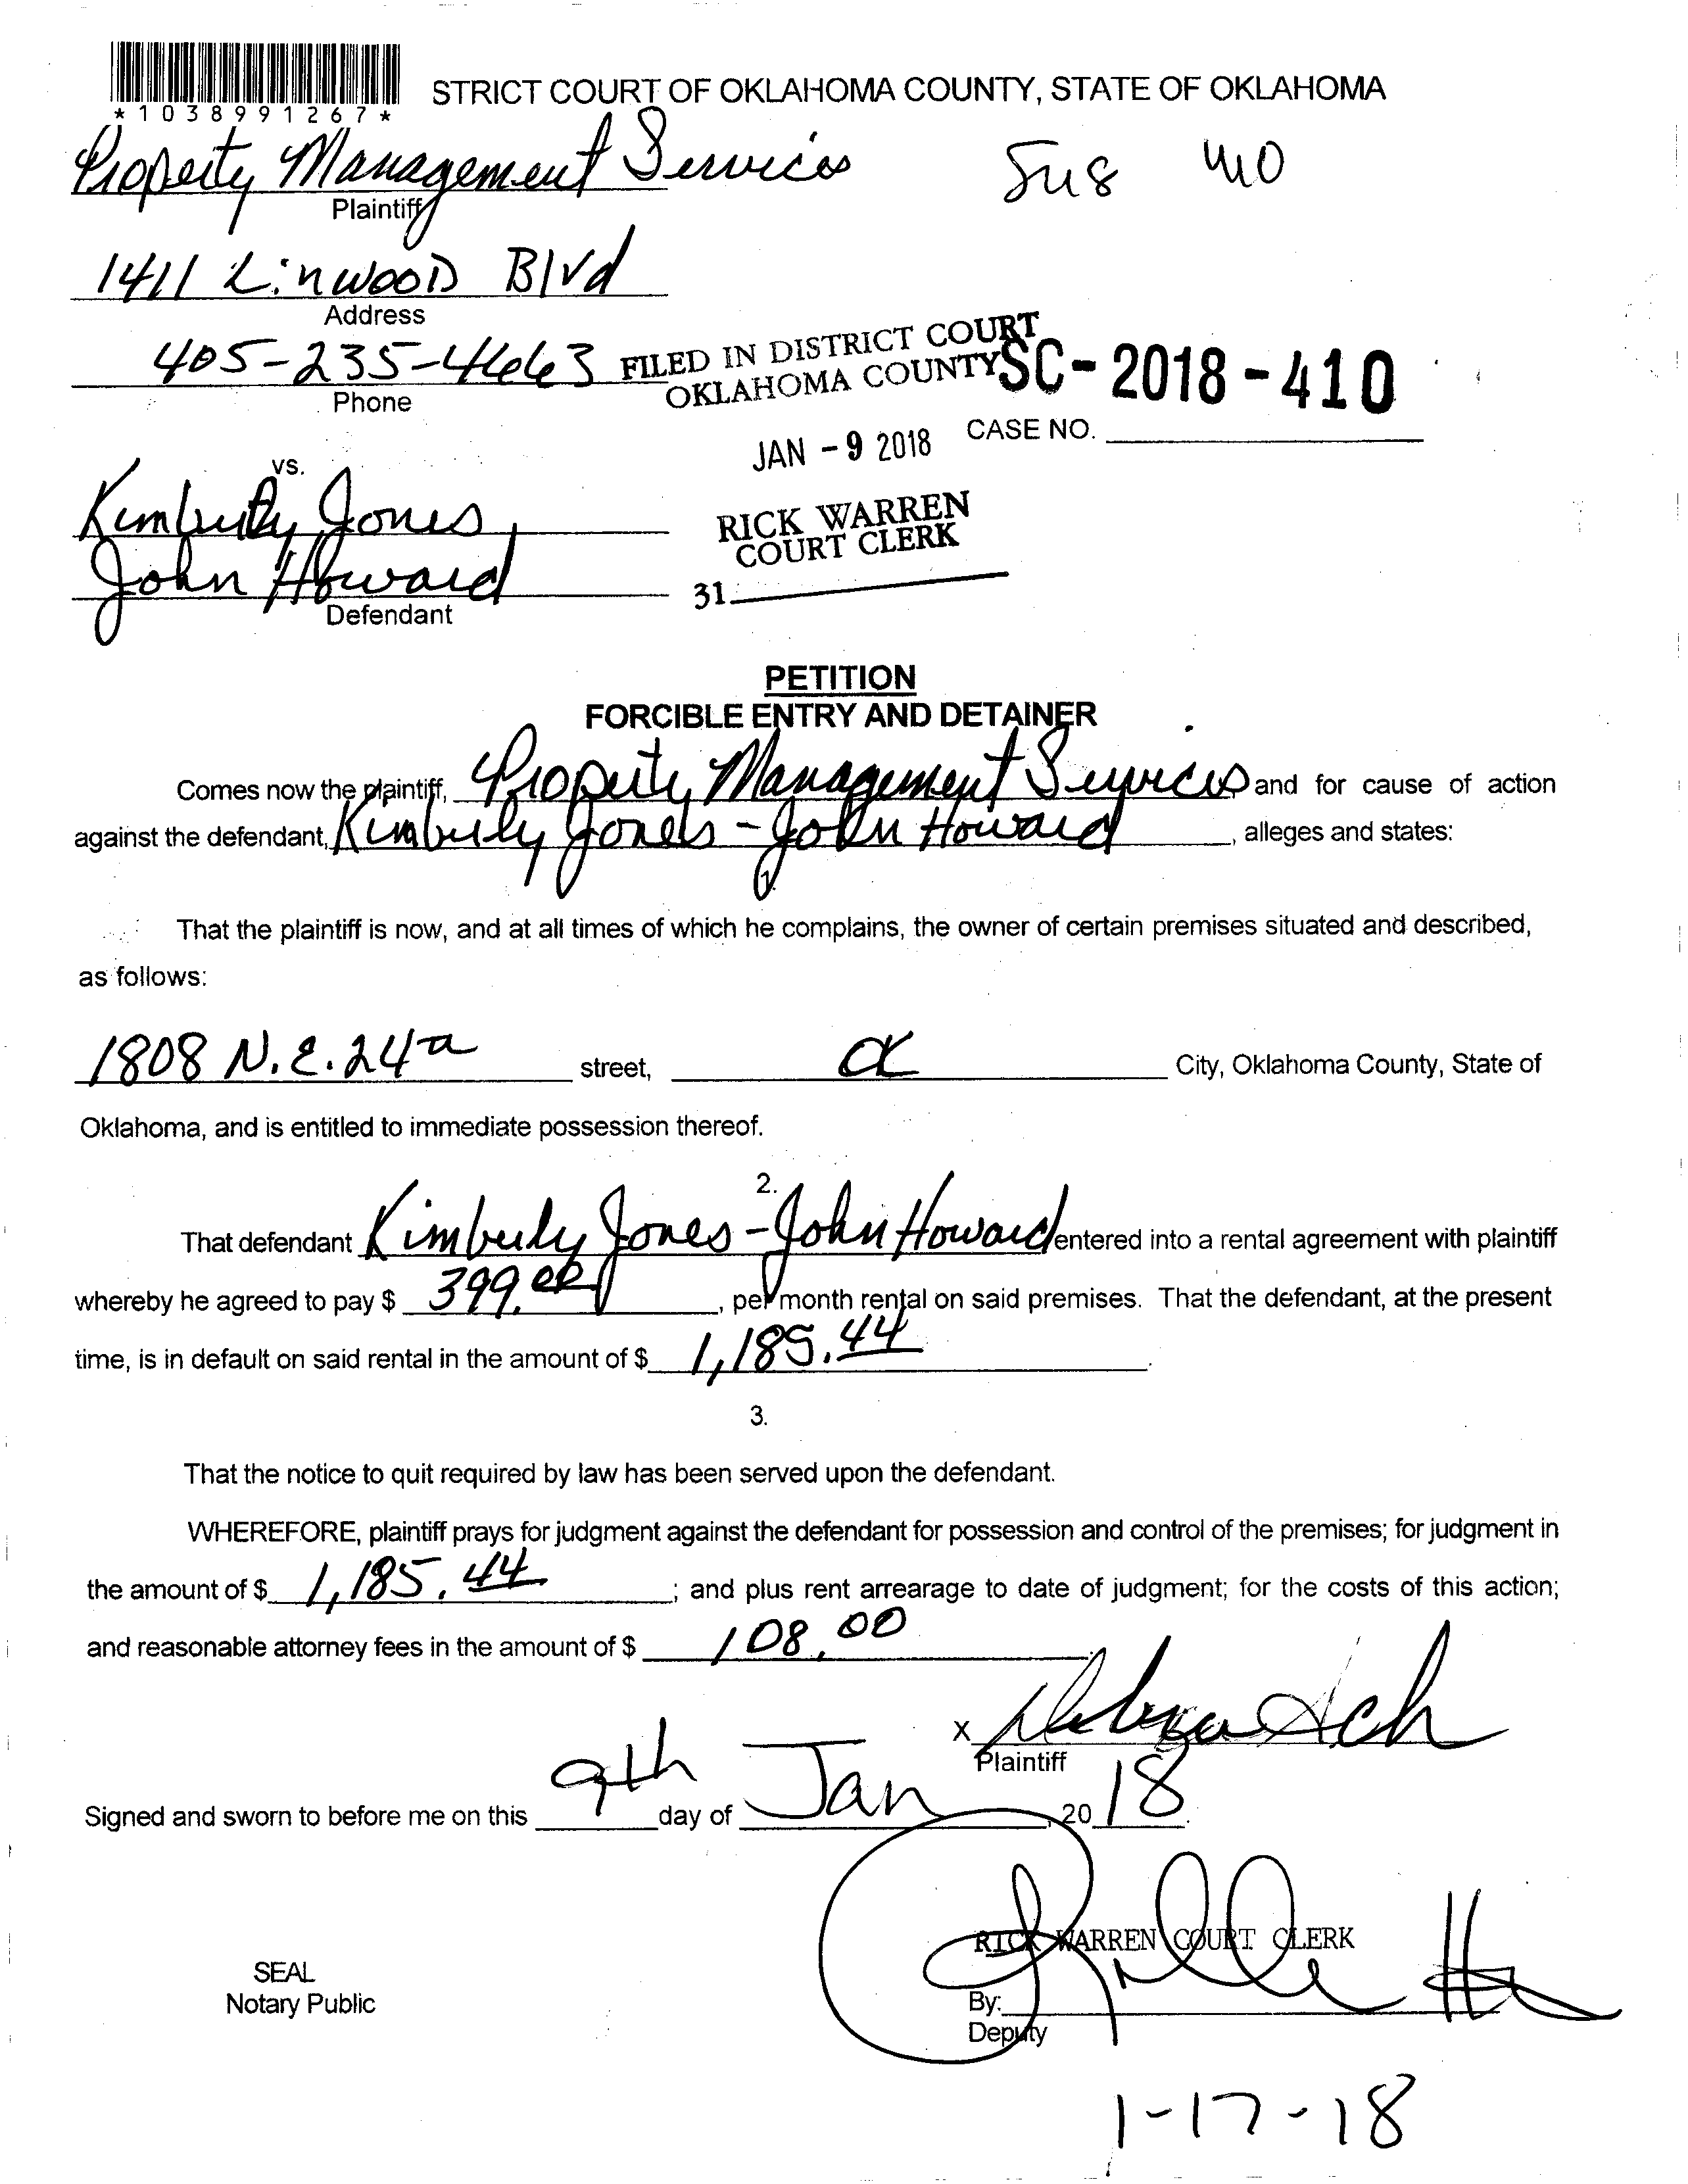 *1038991267*
STRICT COURT OF OKLAHOMA COUNTY, STATE OF OKLAHOMA
Property Management Services
Plaintiff
1411 Linwood Blvd
Address
405-235-4663
Phone
FILED IN DISTRICT COURT
OKLAHOMA COUNTY
SC-2018-410
JAN -9 2018
CASE NO.
vs.
Kimberly Jones,
John Howard
Defendant
RICK WARREN
COURT CLERK
31
PETITION
FORCIBLE ENTRY AND DETAINER
Comes now the plaintiff, Property Management Services and for cause of action
against the defendant, Kimberly Jones - John Howard, alleges and states:
1.
That the plaintiff is now, and at all times of which he complains, the owner of certain premises situated and described,
as follows:
1808 N.E. 24 street, City, Oklahoma County, State of
Oklahoma, and is entitled to immediate possession thereof.
2.
That defendant Kimberly Jones - John Howard entered into a rental agreement with plaintiff
whereby he agreed to pay $ 399.00, per month rental on said premises. That the defendant, at the present
time, is in default on said rental in the amount of $ 1,185.44.
3.
That the notice to quit required by law has been served upon the defendant.
WHEREFORE, plaintiff prays for judgment against the defendant for possession and control of the premises; for judgment in
the amount of $ 1,185.44; and plus rent arrearage to date of judgment; for the costs of this action;
and reasonable attorney fees in the amount of $ 108.00.
X
Plaintiff
Signed and sworn to before me on this 9th day of Jan, 2018.
RICK WARREN COURT CLERK
SEAL
Notary Public
By:
Deputy
1-17-18